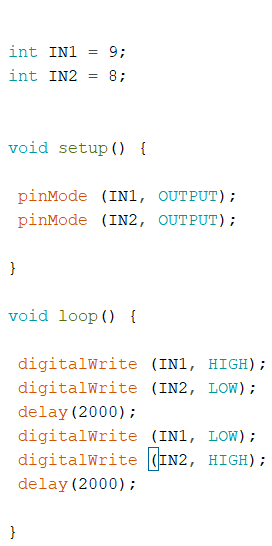 int IN1 = 9;
int IN2 = 8;
void setup() {
pinMode (IN1, OUTPUT);
pinMode (IN2, OUTPUT);
}
void loop() {
digitalWrite (IN1, HIGH);
digitalWrite (IN2, LOW);
delay(2000);
digitalWrite (IN1, LOW);
digitalWrite (IN2, HIGH);
delay(2000);
}